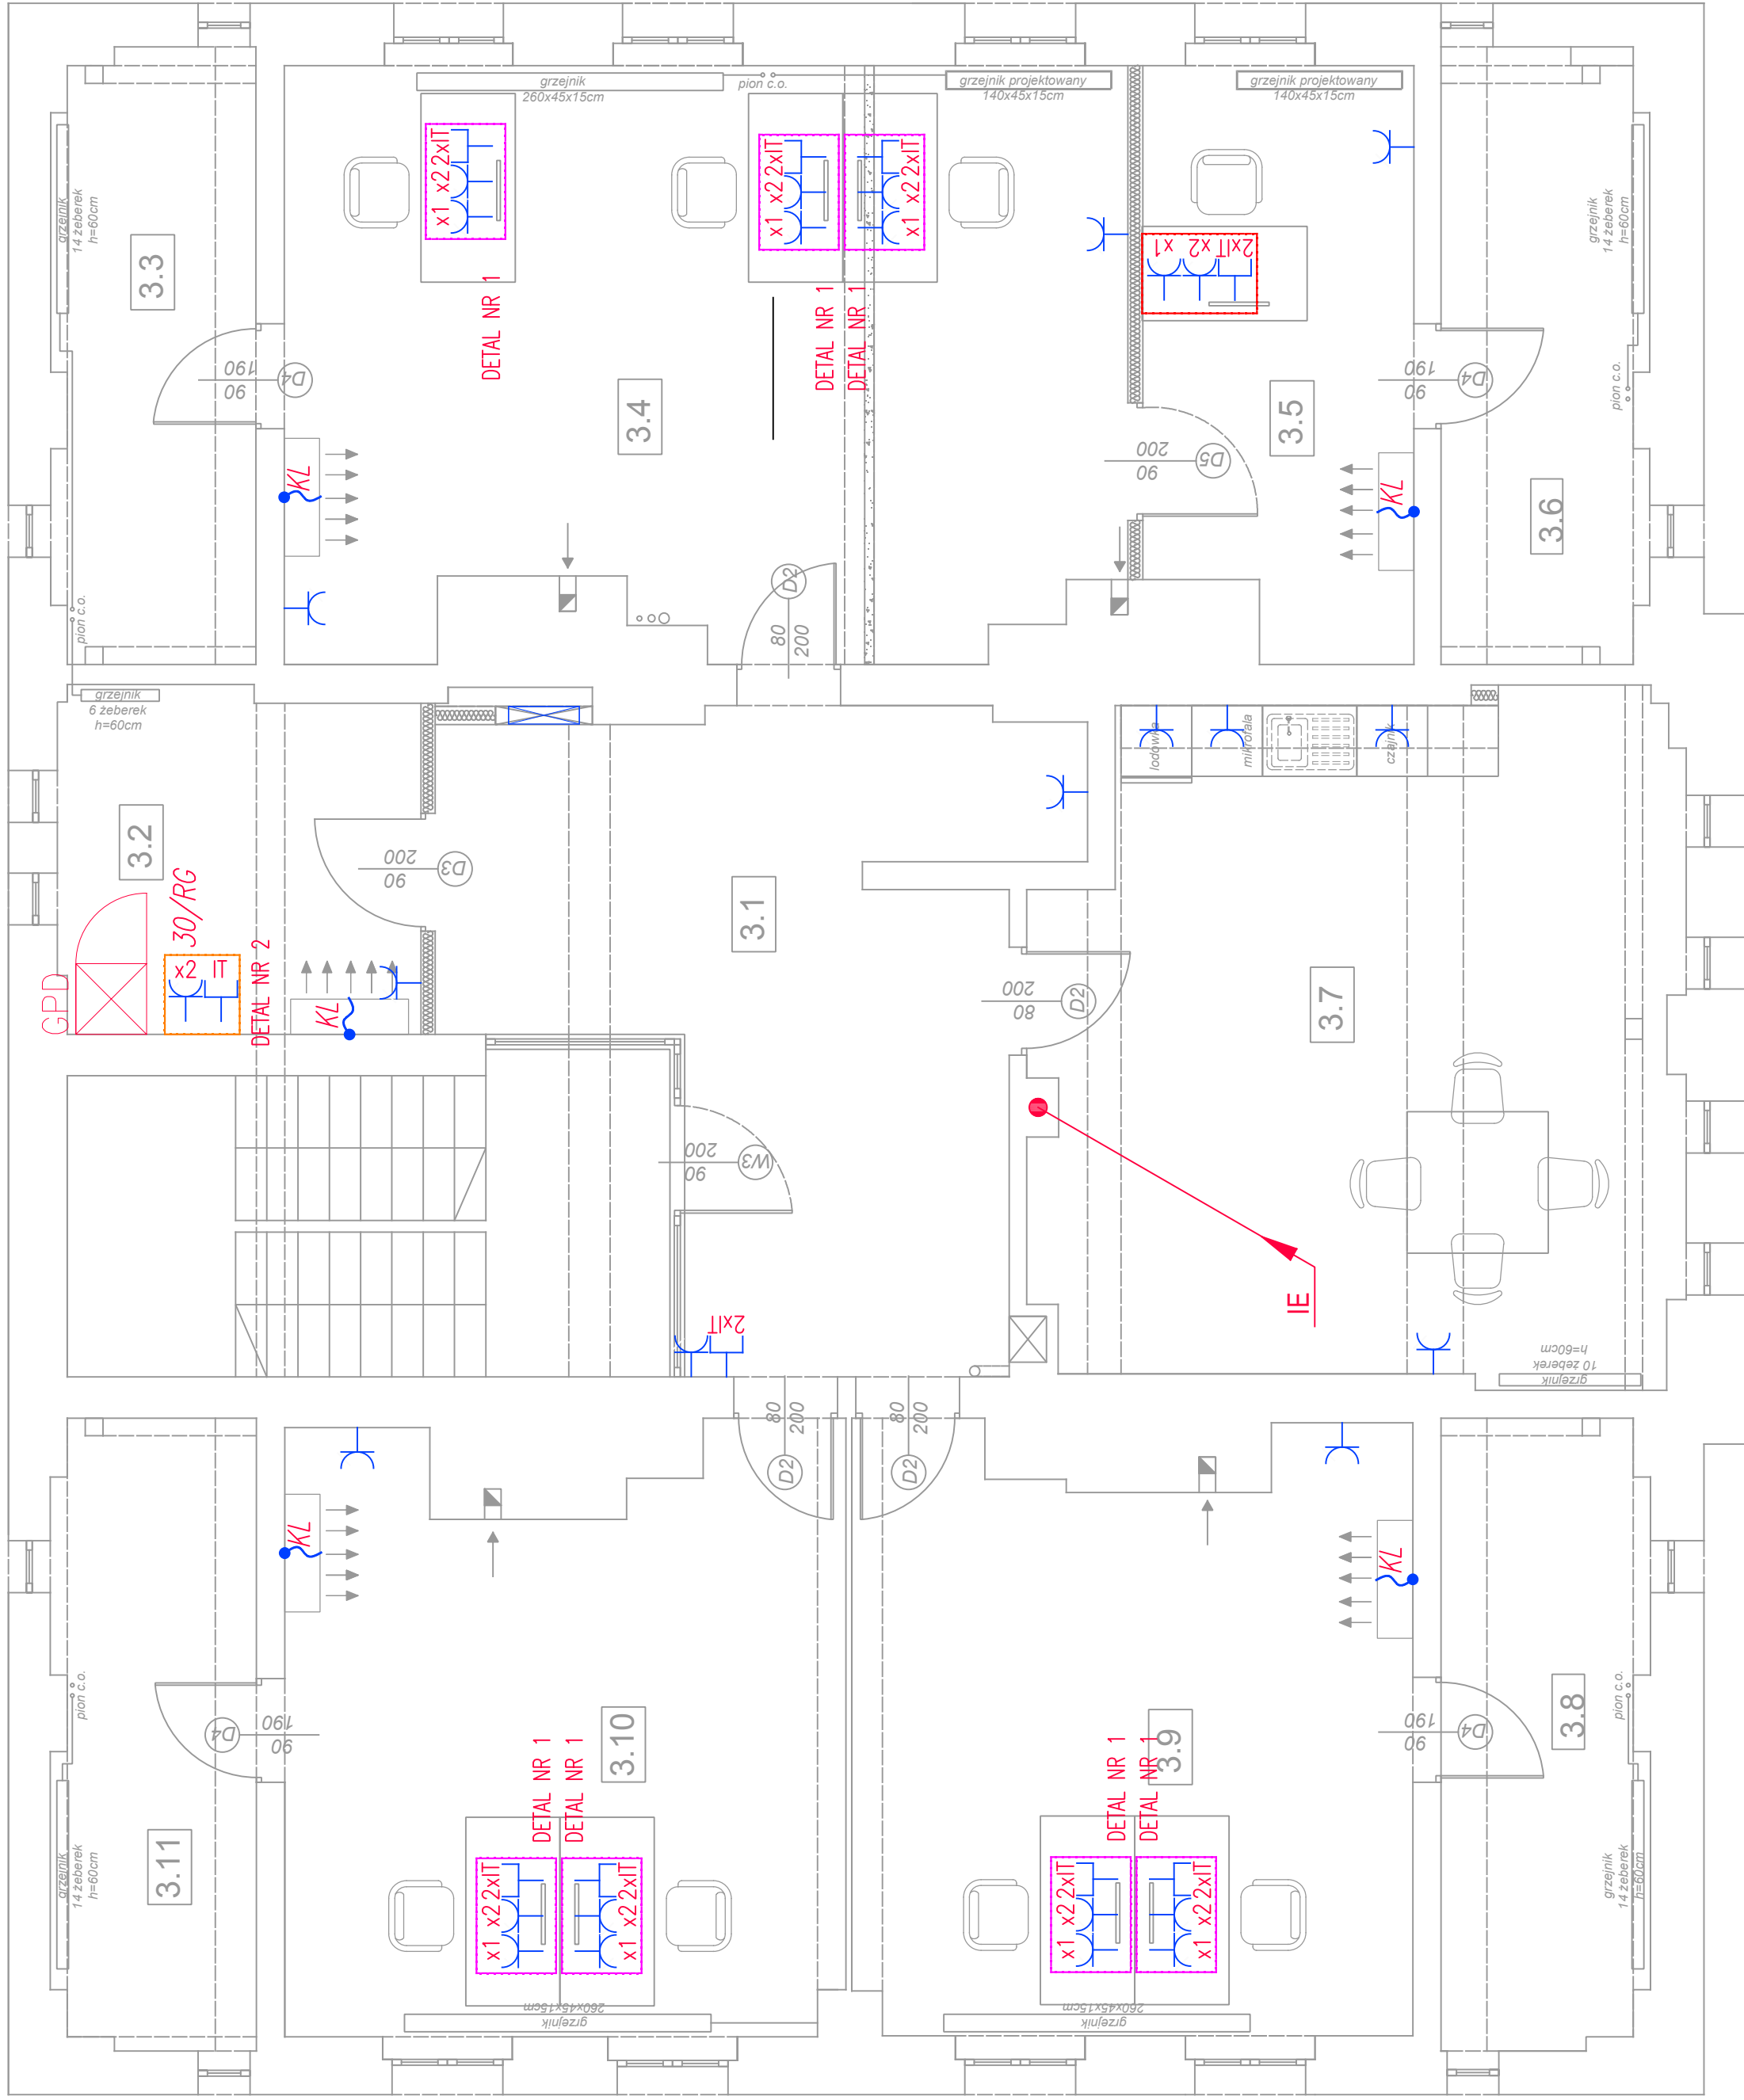 grzejnik
260x45x15cm
pion c.o.
grzejnik projektowany
140x45x15cm
grzejnik projektowany
140x45x15cm
grzejnik
14 żeberek
h=60cm
3.3
x1 x2 2xIT
DETAL NR 1
x1 x2 2xIT
x1 x2 2xIT
DETAL NR 1
DETAL NR 1
x1 x2 2xIT
grzejnik
14 żeberek
h=60cm
90
190
D4
3.4
3.5
90
190
D4
pion c.o.
KL
90
200
D5
KL
3.6
pion c.o.
D2
80
200
grzejnik
6 żeberek
h=60cm
lodówka
mikrofala
czajnik
3.2
90
200
D3
30/RG
3.1
GPD
x2 IT
DETAL NR 2
KL
80
200
D2
3.7
90
200
W3
IE
2xIT
grzejnik
10 żeberek
h=60cm
80
200
D2
80
200
D2
KL
KL
pion c.o.
D4
90
190
3.10
DETAL NR 1
DETAL NR 1
3.9
DETAL NR 1
DETAL NR 1
90
190
D4
3.8
pion c.o.
3.11
grzejnik
14 żeberek
h=60cm
x1 x2 2xIT
x1 x2 2xIT
x1 x2 2xIT
x1 x2 2xIT
grzejnik
14 żeberek
h=60cm
grzejnik
260x45x15cm
grzejnik
260x45x15cm